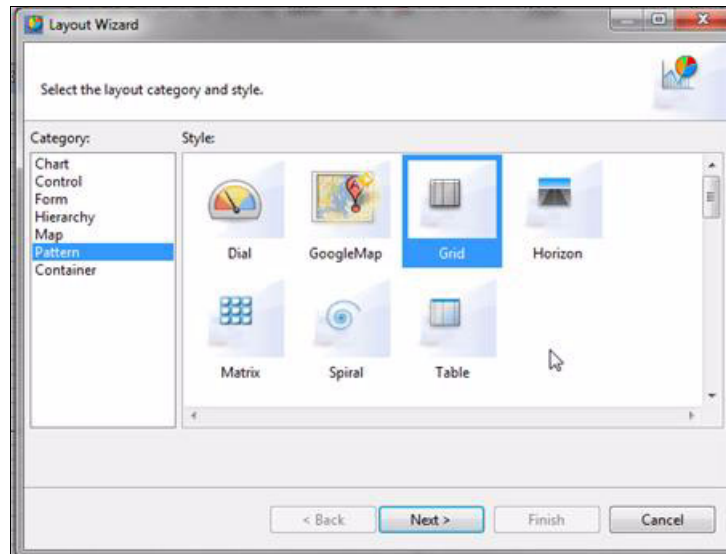 Layout Wizard
Select the layout category and style.
Category:
Style:
Chart
Control
Form
Hierarchy
Map
Pattern
Container
Dial
GoogleMap
Grid
Horizon
Matrix
Spiral
Table
< Back
Next >
Finish
Cancel